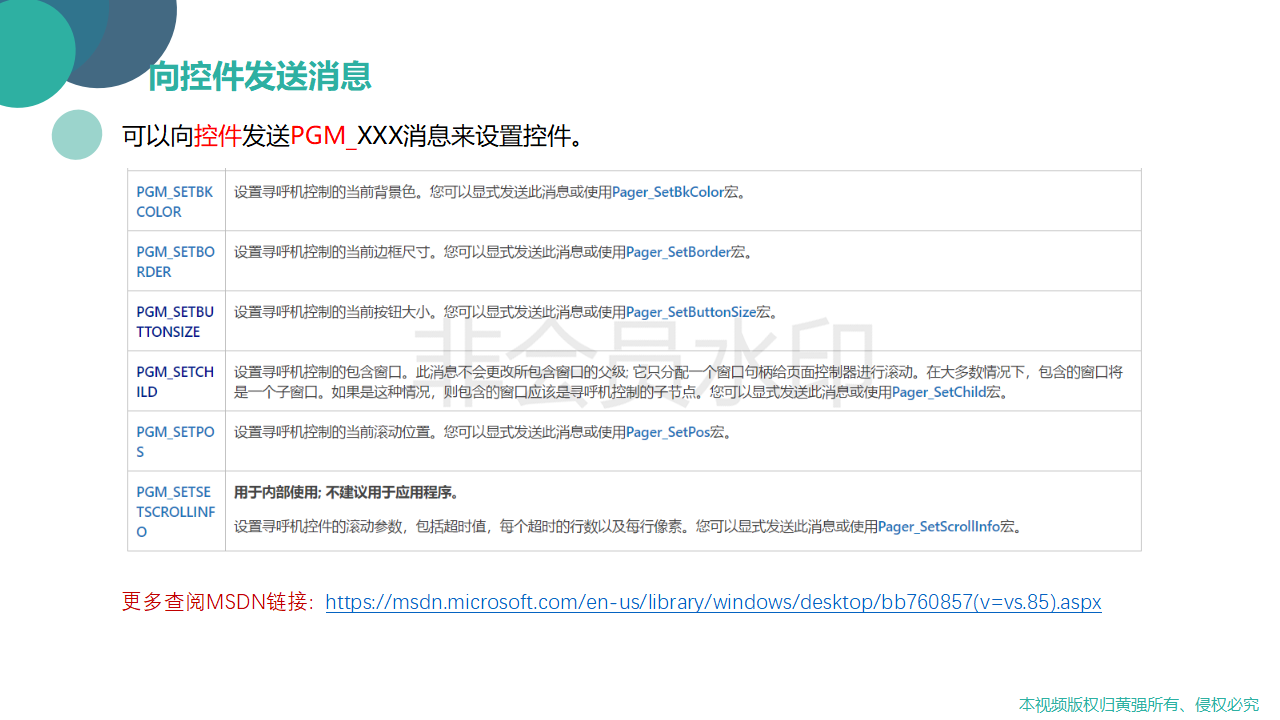 向控件发送消息
可以向控件发送PGM_XXX消息来设置控件。
PGM_SETBK
COLOR
设置寻呼机控制的当前背景色。您可以显式发送此消息或使用Pager_SetBkColor宏。
PGM_SETBO
RDER
设置寻呼机控制的当前边框尺寸。您可以显式发送此消息或使用Pager_SetBorder宏。
PGM_SETBU
TTONSIZE
设置寻呼机控制的当前按钮大小。您可以显式发送此消息或使用Pager_SetButtonSize宏。
PGM_SETCH
ILD
设置寻呼机控制的包含窗口。此消息不会更改所包含窗口的父级; 它只分配一个窗口句柄给页面控制器进行滚动。在大多数情况下，包含的窗口将
是一个子窗口。如果是这种情况，则包含的窗口应该是寻呼机控制的子节点。您可以显式发送此消息或使用Pager_SetChild宏。
PGM_SETPO
S
设置寻呼机控制的当前滚动位置。您可以显式发送此消息或使用Pager_SetPos宏。
PGM_SETSE
TSCROLLINF
O
用于内部使用; 不建议用于应用程序。
设置寻呼机控件的滚动参数，包括超时值，每个超时的行数以及每行像素。您可以显式发送此消息或使用Pager_SetScrollInfo宏。
非会员水印
更多查阅MSDN链接：https://msdn.microsoft.com/en-us/library/windows/desktop/bb760857(v=vs.85).aspx
本视频版权归黄强所有、侵权必究